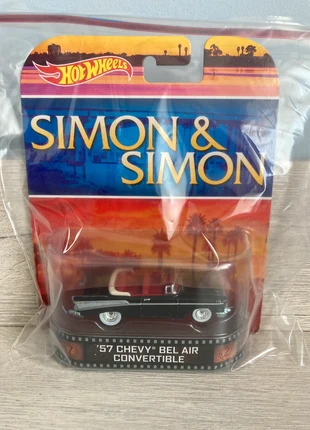 Hot Wheels
SIMON &
SIMON
'57 CHEVY® BEL AIR
CONVERTIBLE